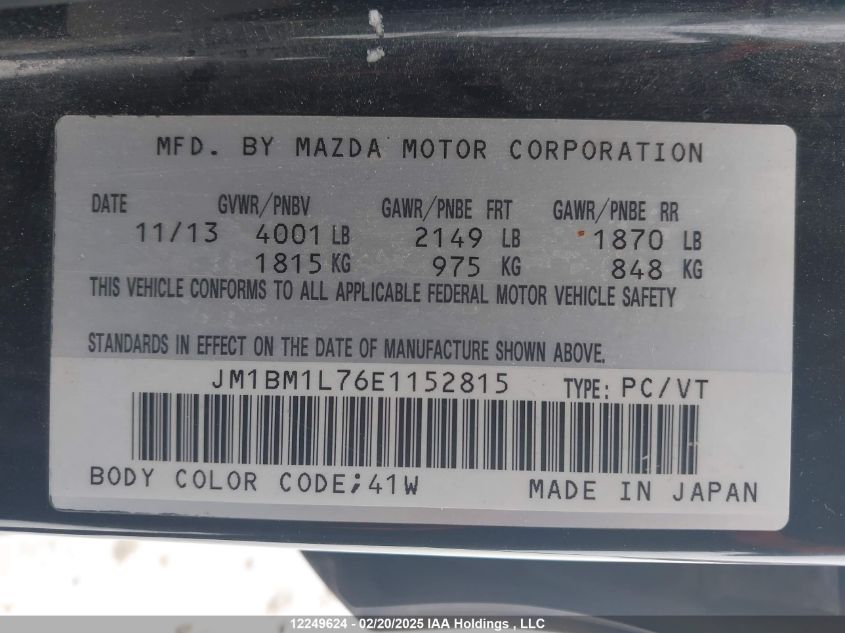 MFD. BY MAZDA MOTOR CORPORATION
DATE GVWR/PNBV GAWR/PNBE FRT GAWR/PNBE RR
11/13 4001 LB 2149 LB 1870 LB
1815 KG 975 KG 848 KG
THIS VEHICLE CONFORMS TO ALL APPLICABLE FEDERAL MOTOR VEHICLE SAFETY
STANDARDS IN EFFECT ON THE DATE OF MANUFACTURE SHOWN ABOVE.
JM1BM1L76E1152815 TYPE: PC/VT
BODY COLOR CODE;41W MADE IN JAPAN
12249624 - 02/20/2025 IAA Holdings , LLC